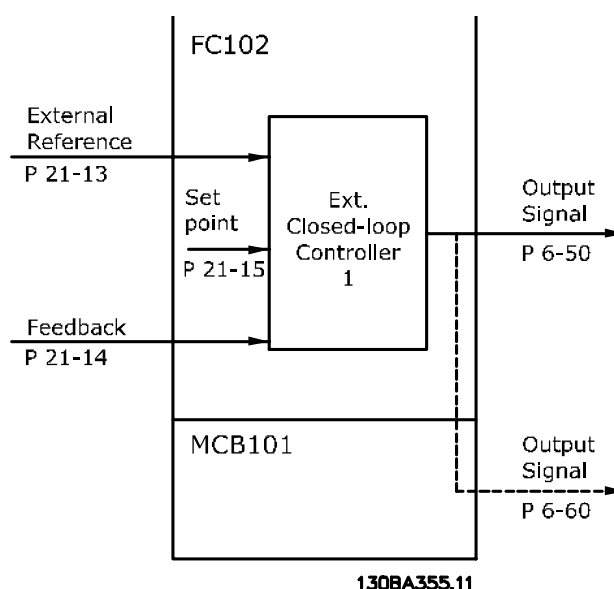 FC102
External
Reference
P 21-13
Set
point
P 21-15
Ext.
Closed-loop
Controller
1
Output
Signal
P 6-50
Feedback
P 21-14
MCB101
Output
Signal
P 6-60
130BA355.11